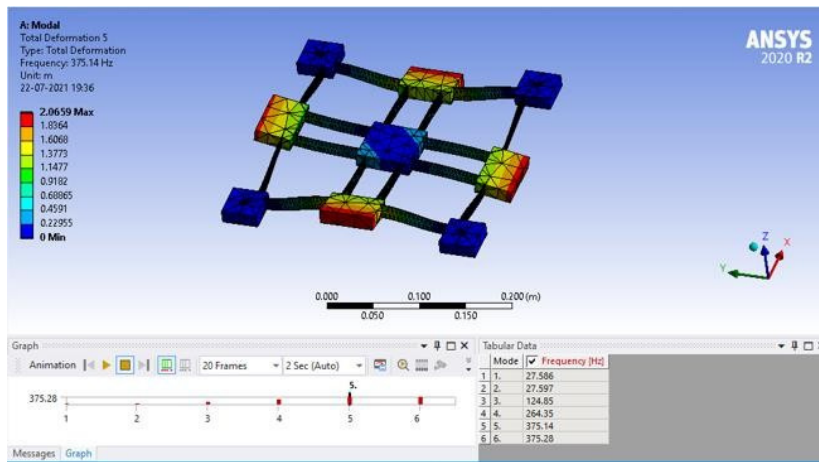 A: Modal
Total Deformation 5
Type: Total Deformation
Frequency: 375.14 Hz
Unit: m
22-07-2021 19:36
2.0659 Max
1.8364
1.6068
1.3773
1.1477
0.9182
0.68865
0.4591
0.22955
0 Min
ANSYS
2020 R2
Z
X
Y
0.000 0.100 0.200 (m)
0.050 0.150
Graph
Animation 20 Frames 2 Sec (Auto)
5.
375.28
1 2 3 4 5 6
Messages Graph
Tabular Data
Mode Frequency [Hz]
1 1. 27.586
2 2. 27.597
3 3. 124.85
4 4. 264.35
5 5. 375.14
6 6. 375.28